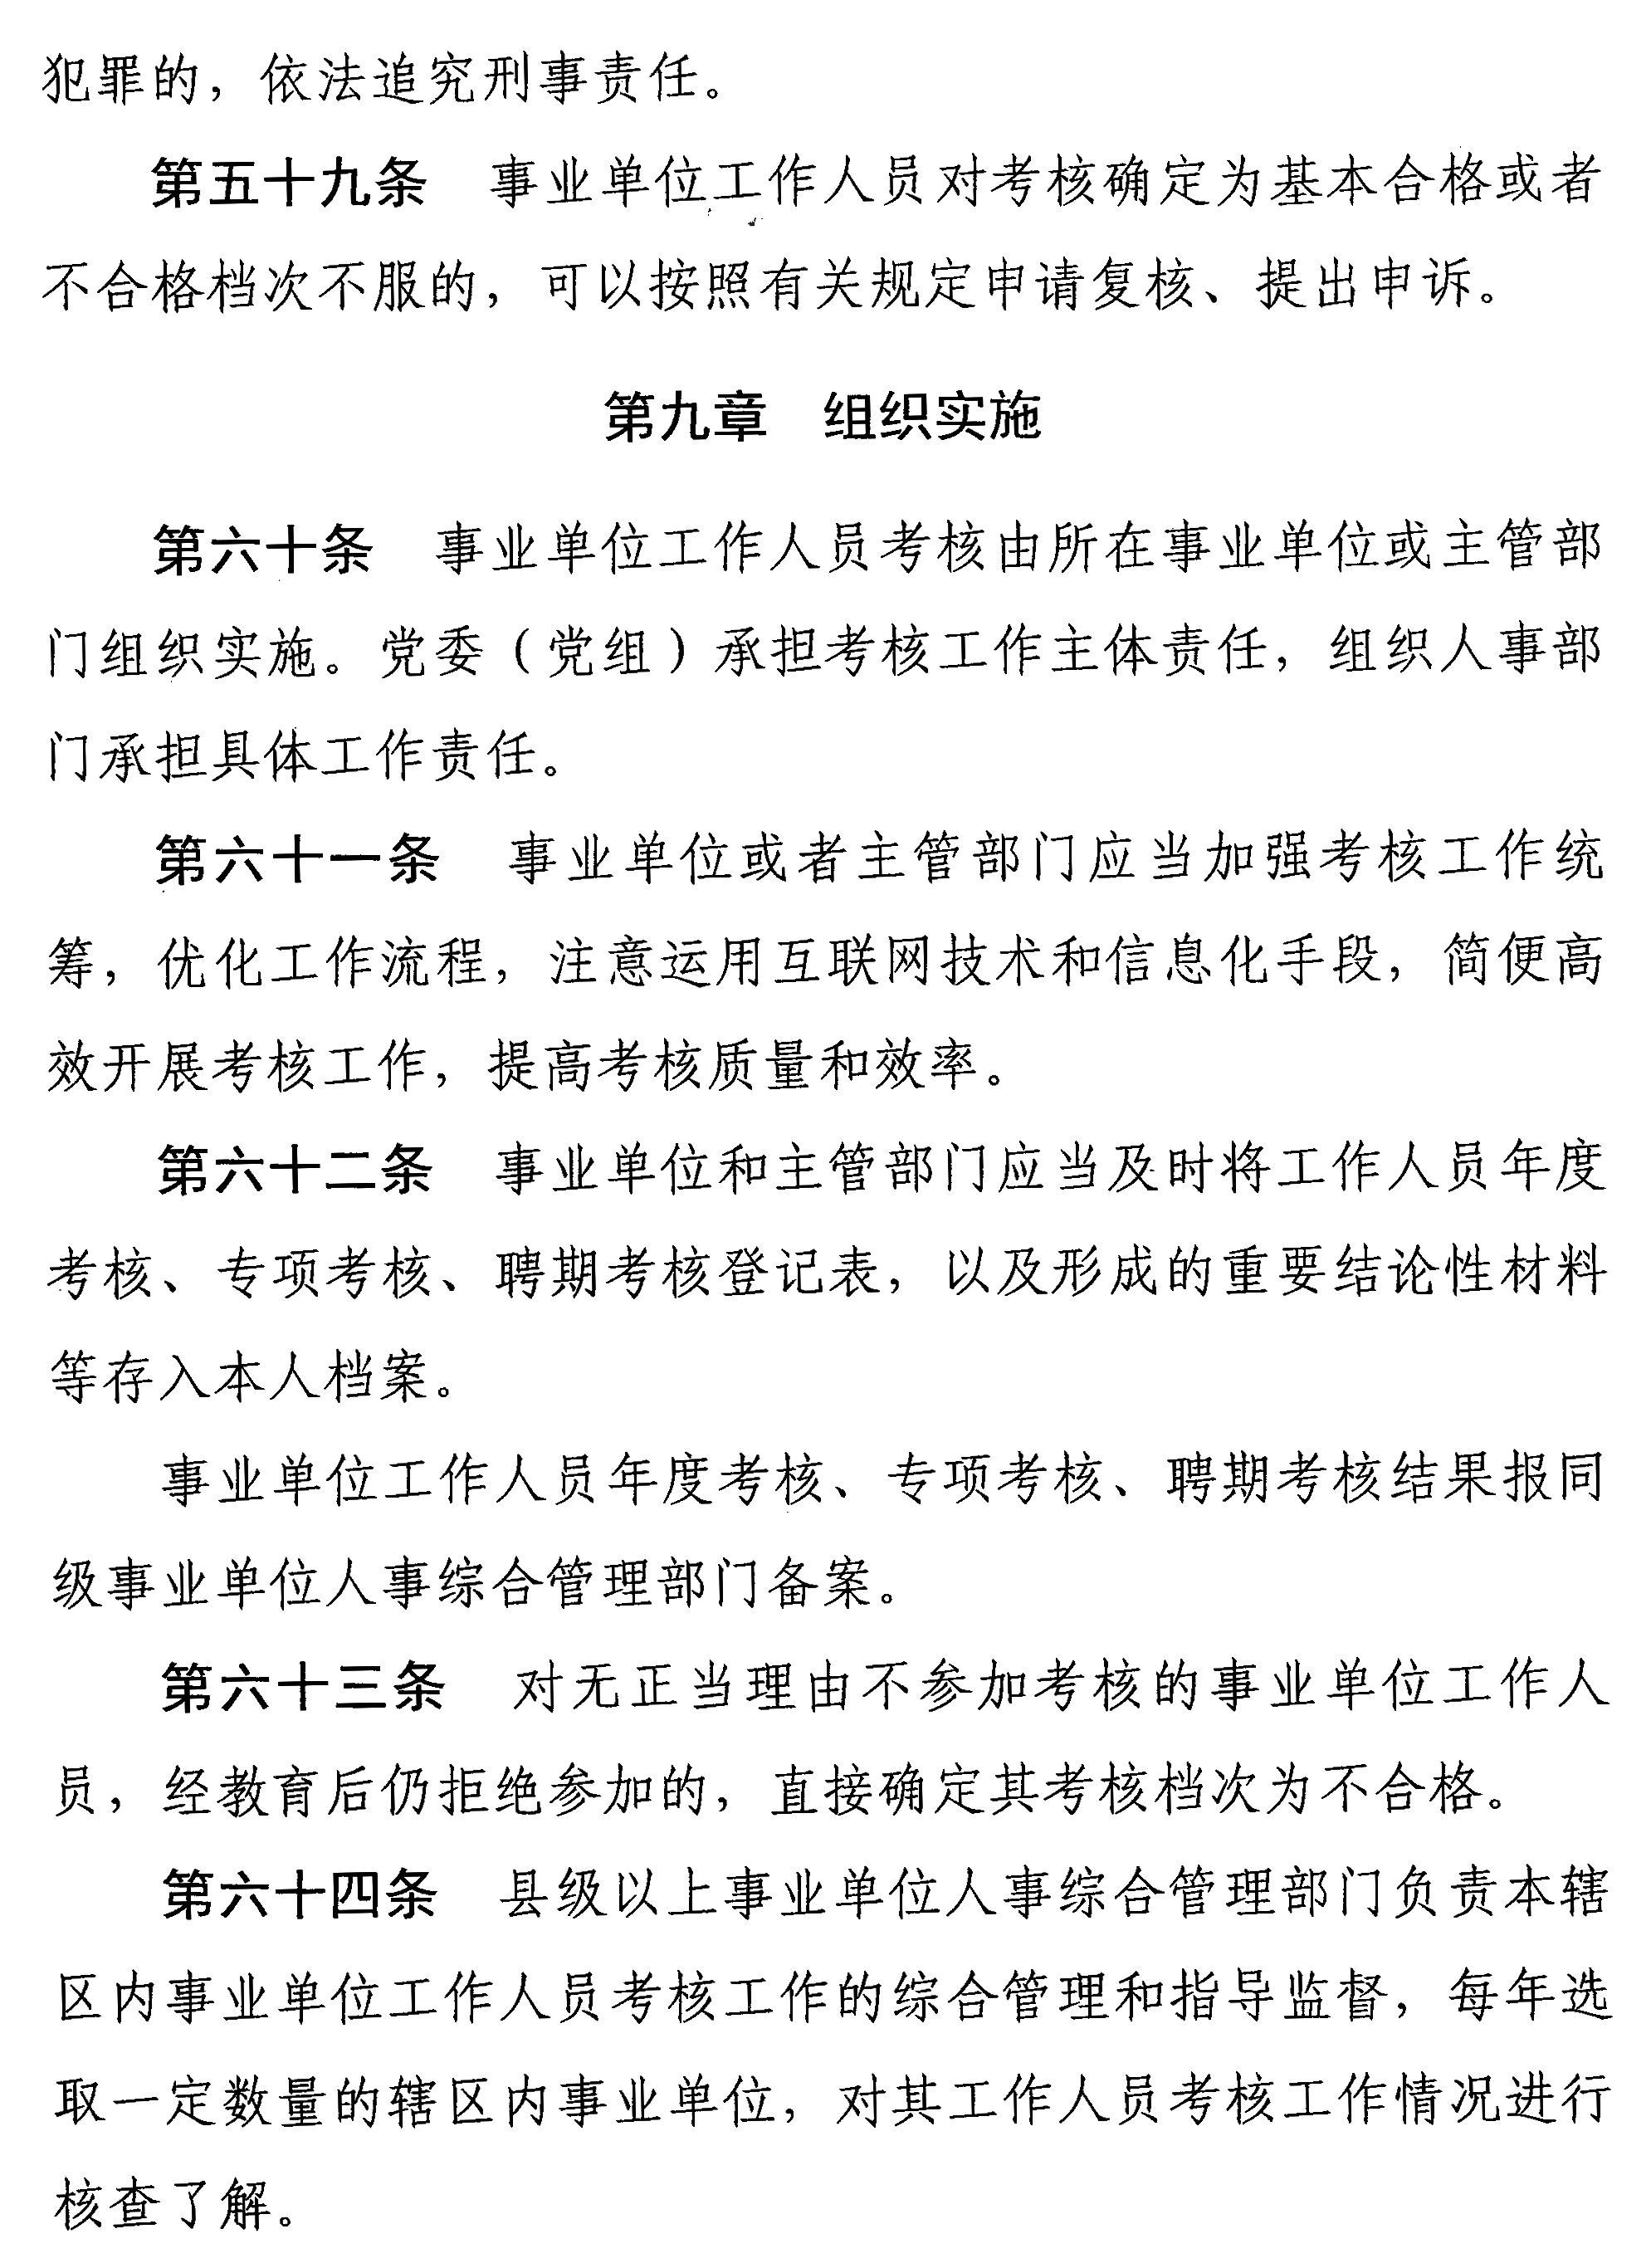 犯罪的，依法追究刑事责任。
第五十九条　事业单位工作人员对考核确定为基本合格或者
不合格档次不服的，可以按照有关规定申请复核、提出申诉。
第九章　组织实施
第六十条　事业单位工作人员考核由所在事业单位或主管部
门组织实施。党委（党组）承担考核工作主体责任，组织人事部
门承担具体工作责任。
第六十一条　事业单位或者主管部门应当加强考核工作统
筹，优化工作流程，注意运用互联网技术和信息化手段，简便高
效开展考核工作，提高考核质量和效率。
第六十二条　事业单位和主管部门应当及时将工作人员年度
考核、专项考核、聘期考核登记表，以及形成的重要结论性材料
等存入本人档案。
事业单位工作人员年度考核、专项考核、聘期考核结果报同
级事业单位人事综合管理部门备案。
第六十三条　对无正当理由不参加考核的事业单位工作人
员，经教育后仍拒绝参加的，直接确定其考核档次为不合格。
第六十四条　县级以上事业单位人事综合管理部门负责本辖
区内事业单位工作人员考核工作的综合管理和指导监督，每年选
取一定数量的辖区内事业单位，对其工作人员考核工作情况进行
核查了解。